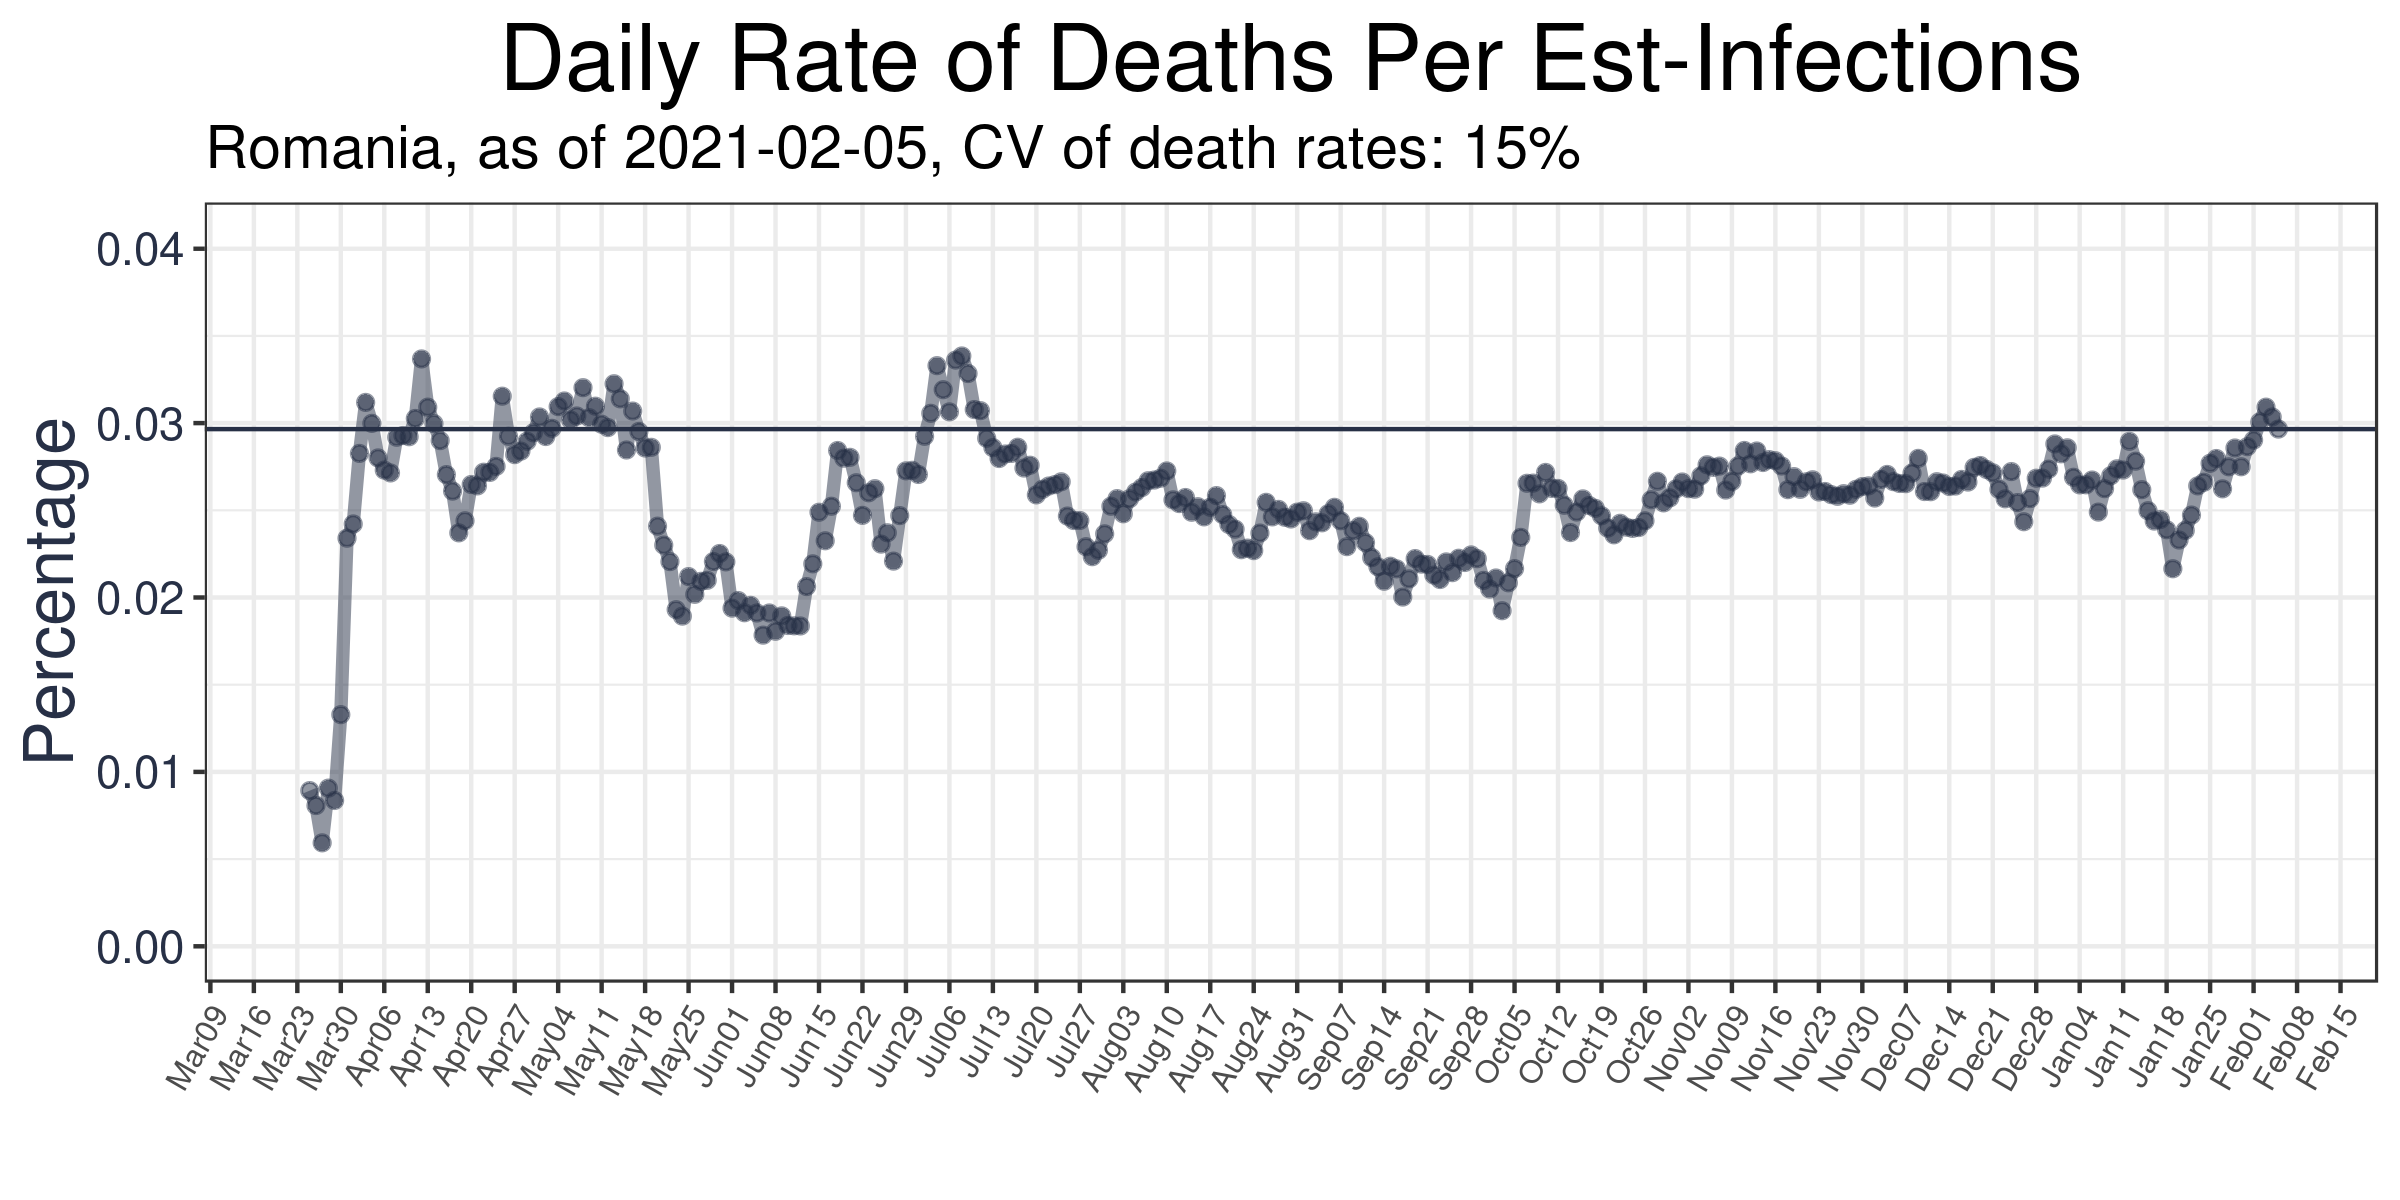 Daily Rate of Deaths Per Est-Infections
Romania, as of 2021-02-05, CV of death rates: 15%
Percentage
0.04
0.03
0.02
0.01
0.00
Mar09
Mar16
Mar23
Mar30
Apr06
Apr13
Apr20
Apr27
May04
May11
May18
May25
Jun01
Jun08
Jun15
Jun22
Jun29
Jul06
Jul13
Jul20
Jul27
Aug03
Aug10
Aug17
Aug24
Aug31
Sep07
Sep14
Sep21
Sep28
Oct05
Oct12
Oct19
Oct26
Nov02
Nov09
Nov16
Nov23
Nov30
Dec07
Dec14
Dec21
Dec28
Jan04
Jan11
Jan18
Jan25
Feb01
Feb08
Feb15